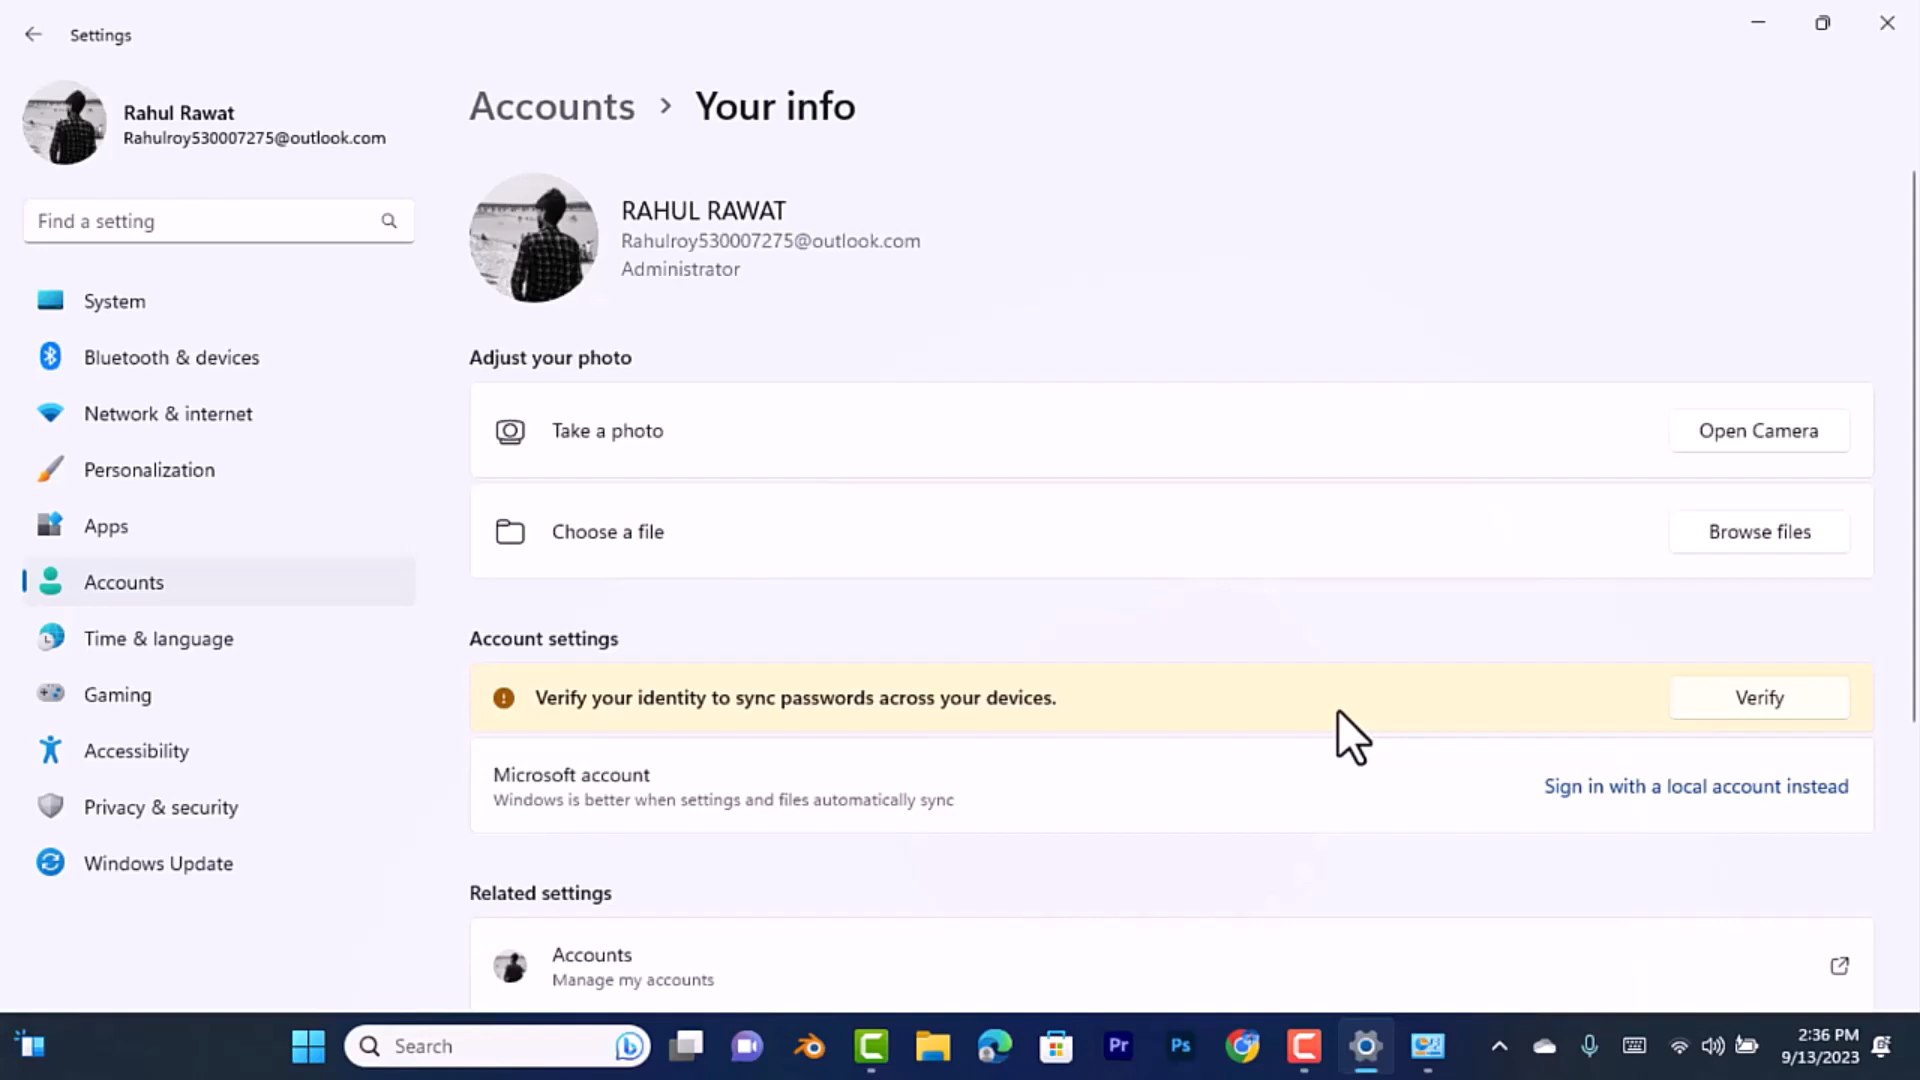 Settings
Rahul Rawat
Rahulroy530007275@outlook.com
Find a setting
System
Bluetooth & devices
Network & internet
Personalization
Apps
Accounts
Time & language
Gaming
Accessibility
Privacy & security
Windows Update
Accounts > Your info
RAHUL RAWAT
Rahulroy530007275@outlook.com
Administrator
Adjust your photo
Take a photo
Open Camera
Choose a file
Browse files
Account settings
Verify your identity to sync passwords across your devices.
Verify
Microsoft account
Windows is better when settings and files automatically sync
Sign in with a local account instead
Related settings
Accounts
Manage my accounts
Search
Pr
Ps
2:36 PM
9/13/2023